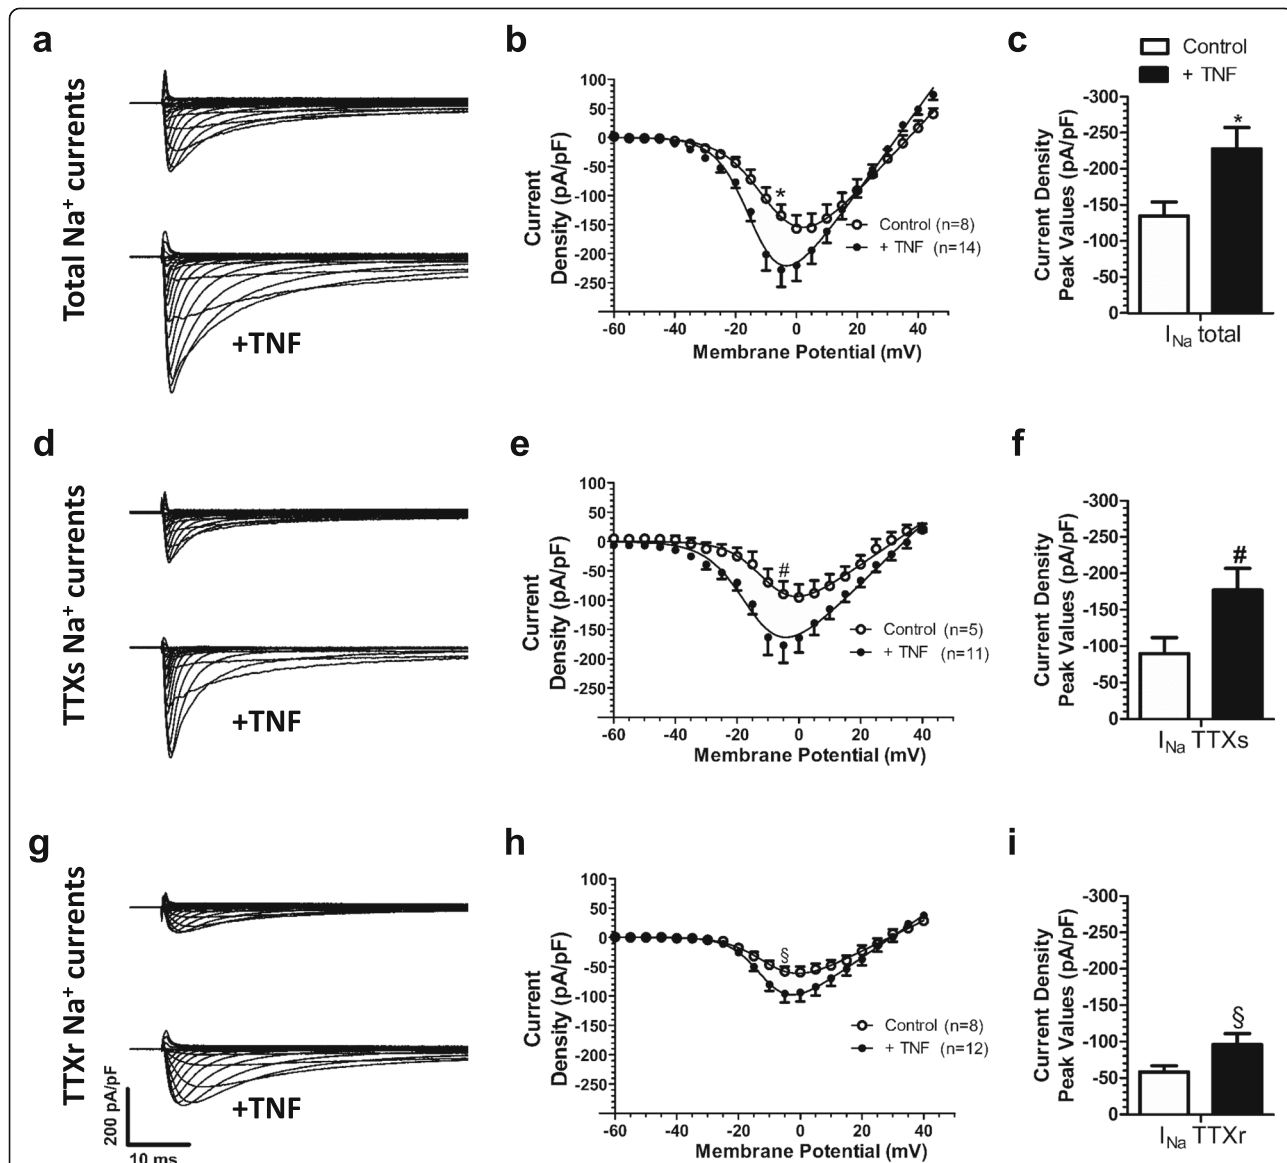 a
Total Na+ currents
+TNF
b
100
50
0
-50
-100
-150
-200
-250
Current
Density (pA/pF)
*
Control (n=8)
+ TNF (n=14)
-60
-40
-20
0
20
40
Membrane Potential (mV)
c
Control
+ TNF
-300
-250
-200
-150
-100
-50
0
Current Density
Peak Values (pA/pF)
*
INa total
d
TTXs Na+ currents
+TNF
e
100
50
0
-50
-100
-150
-200
-250
Current
Density (pA/pF)
#
Control (n=5)
+ TNF (n=11)
-60
-40
-20
0
20
40
Membrane Potential (mV)
f
-300
-250
-200
-150
-100
-50
0
Current Density
Peak Values (pA/pF)
#
INa TTXs
g
TTXr Na+ currents
+TNF
200 pA/pF
10 ms
h
100
50
0
-50
-100
-150
-200
-250
Current
Density (pA/pF)
§
Control (n=8)
+ TNF (n=12)
-60
-40
-20
0
20
40
Membrane Potential (mV)
i
-300
-250
-200
-150
-100
-50
0
Current Density
Peak Values (pA/pF)
§
INa TTXr